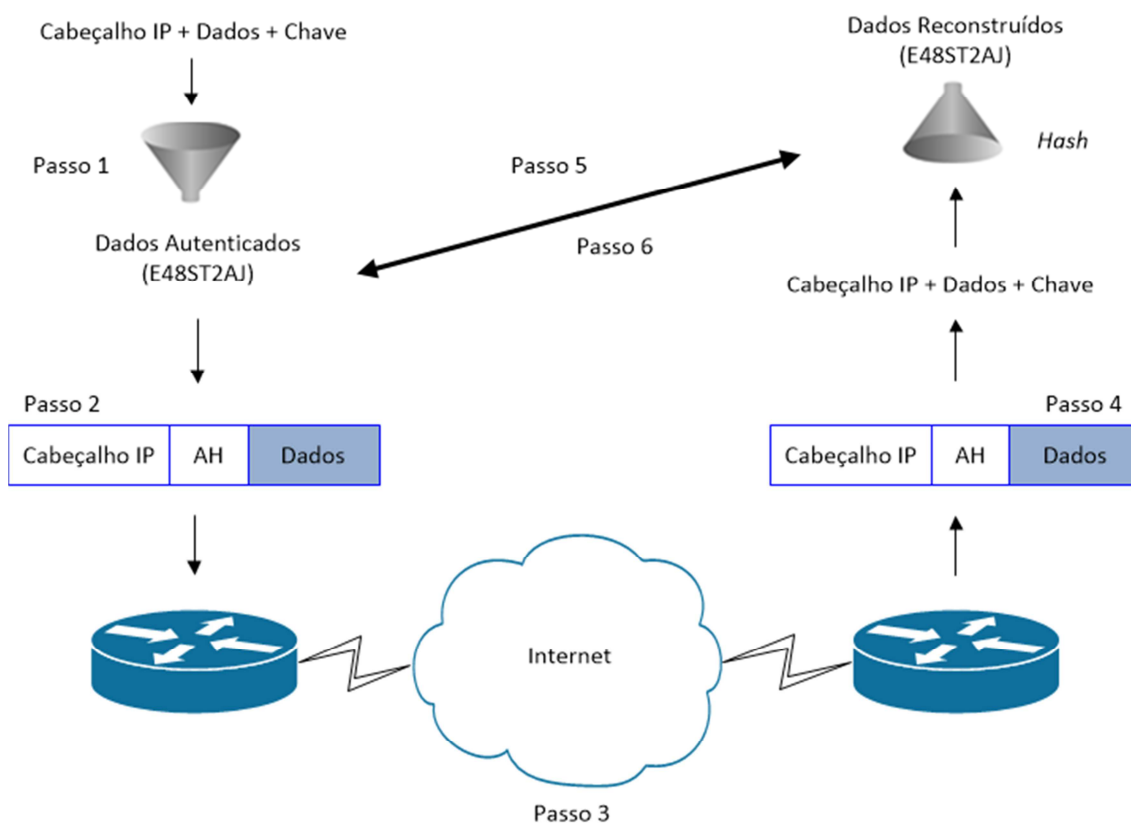 Cabeçalho IP + Dados + Chave
Passo 1
Dados Autenticados
(E48ST2AJ)
Passo 2
Cabeçalho IP
AH
Dados
Passo 5
Passo 6
Internet
Passo 3
Dados Reconstruídos
(E48ST2AJ)
Hash
Cabeçalho IP + Dados + Chave
Passo 4
Cabeçalho IP
AH
Dados